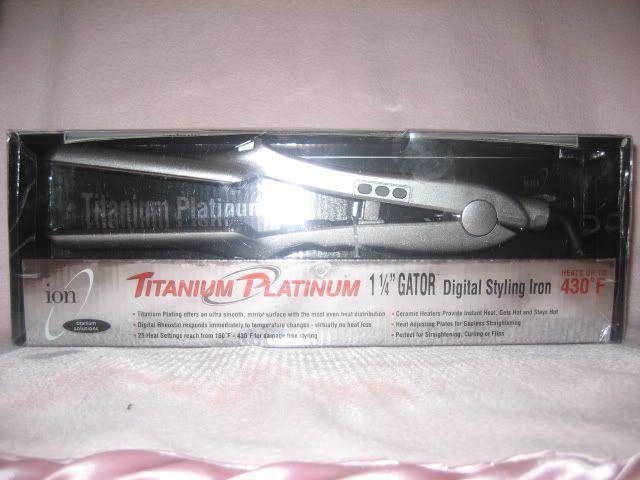 Titanium Platinum
ion
ion
titanium
solutions
TITANIUM PLATINUM 1 ¼" GATOR™ Digital Styling Iron
HEATS UP TO
430°F
• Titanium Plating offers an ultra smooth, mirror surface with the most even heat distribution
• Digital Rheostat responds immediately to temperature changes - virtually no heat loss
• 25 Heat Settings reach from 180°F - 430°F for damage free styling
• Ceramic Heaters Provide Instant Heat, Gets Hot and Stays Hot
• Heat Adjusting Plates for Gapless Straightening
• Perfect for Straightening, Curling or Flips